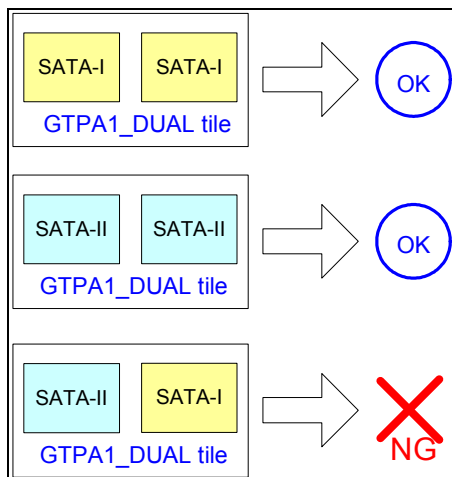 SATA-I SATA-I
GTPA1_DUAL tile
OK
SATA-II SATA-II
GTPA1_DUAL tile
OK
SATA-II SATA-I
GTPA1_DUAL tile
NG